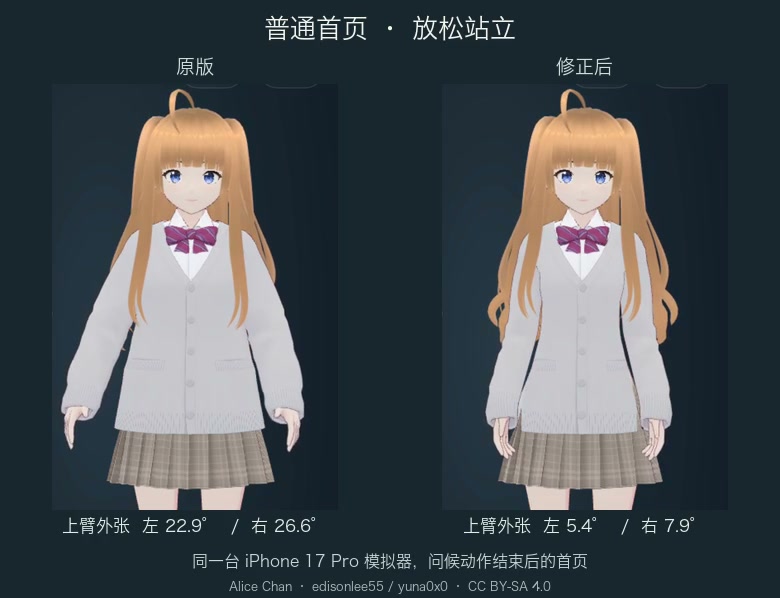 普通首页 · 放松站立
原版
修正后
上臂外张 左 22.9° / 右 26.6°
上臂外张 左 5.4° / 右 7.9°
同一台 iPhone 17 Pro 模拟器，问候动作结束后的首页
Alice Chan · edisonlee55 / yuna0x0 · CC BY-SA 4.0